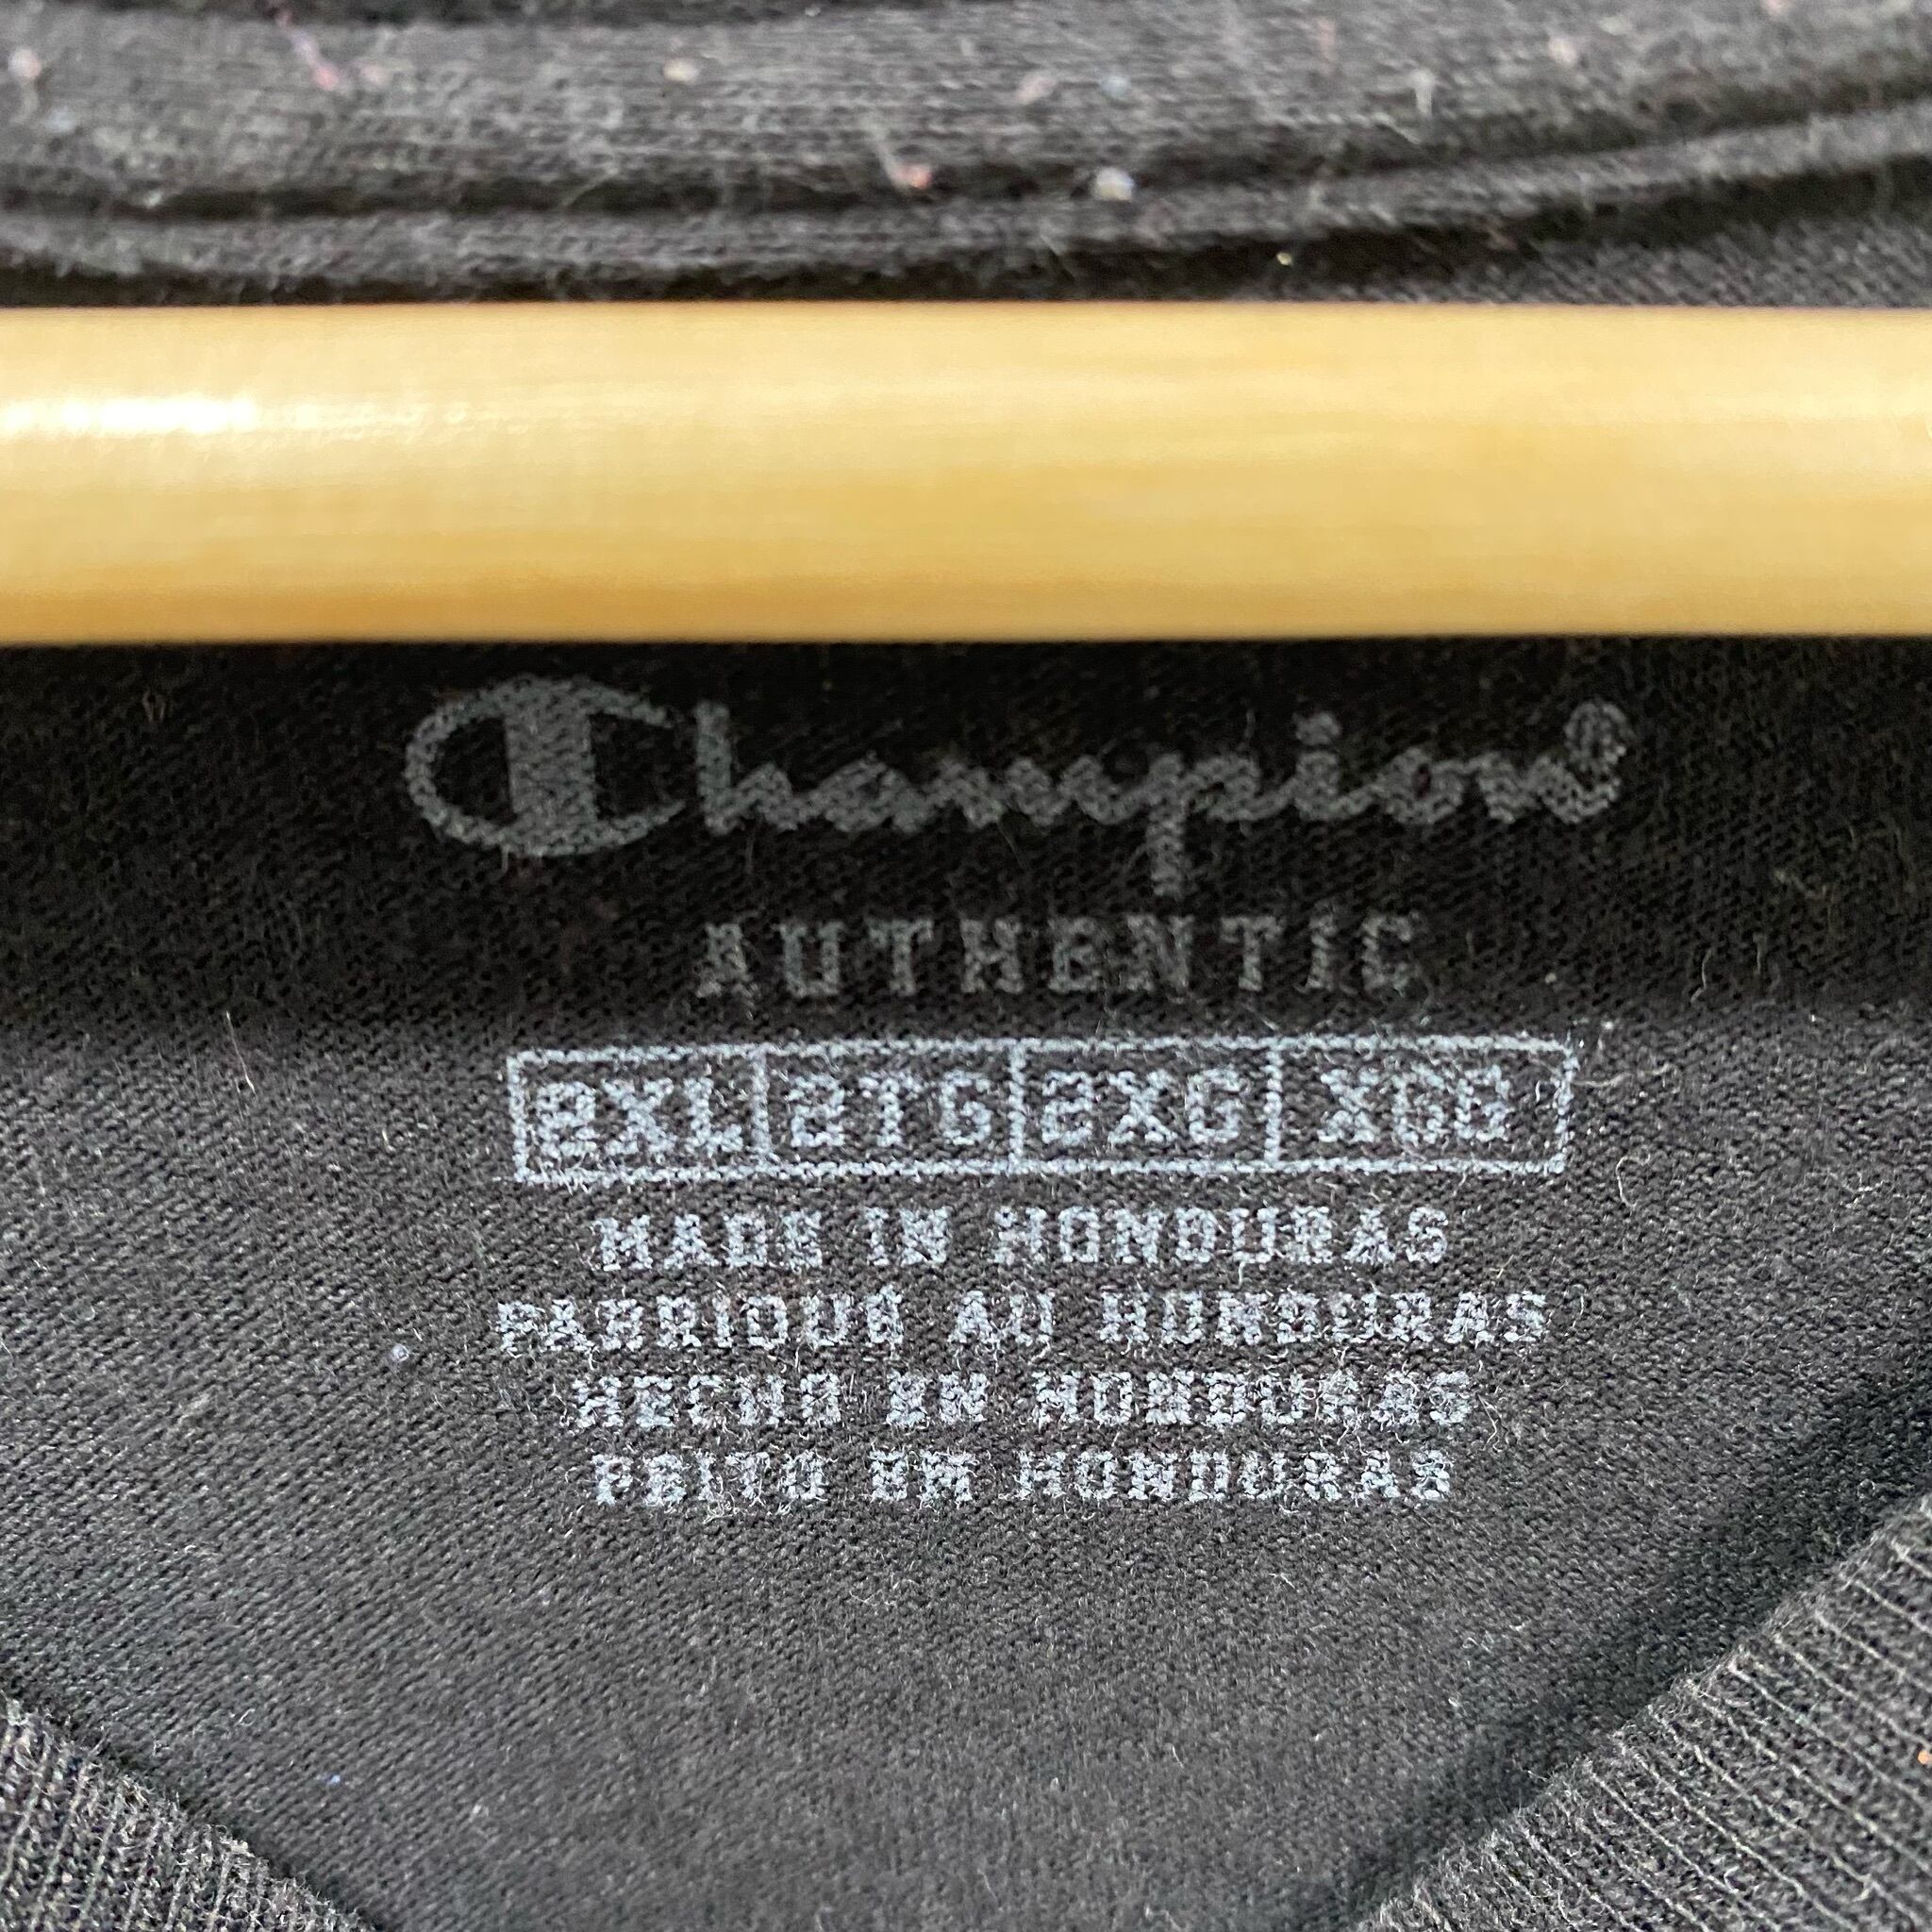 Champion
AUTHENTIC
2XL 2TG 2XG XGG
MADE IN HONDURAS
FABRIQUÉ AU HONDURAS
HECHO EN HONDURAS
FEITO EM HONDURAS